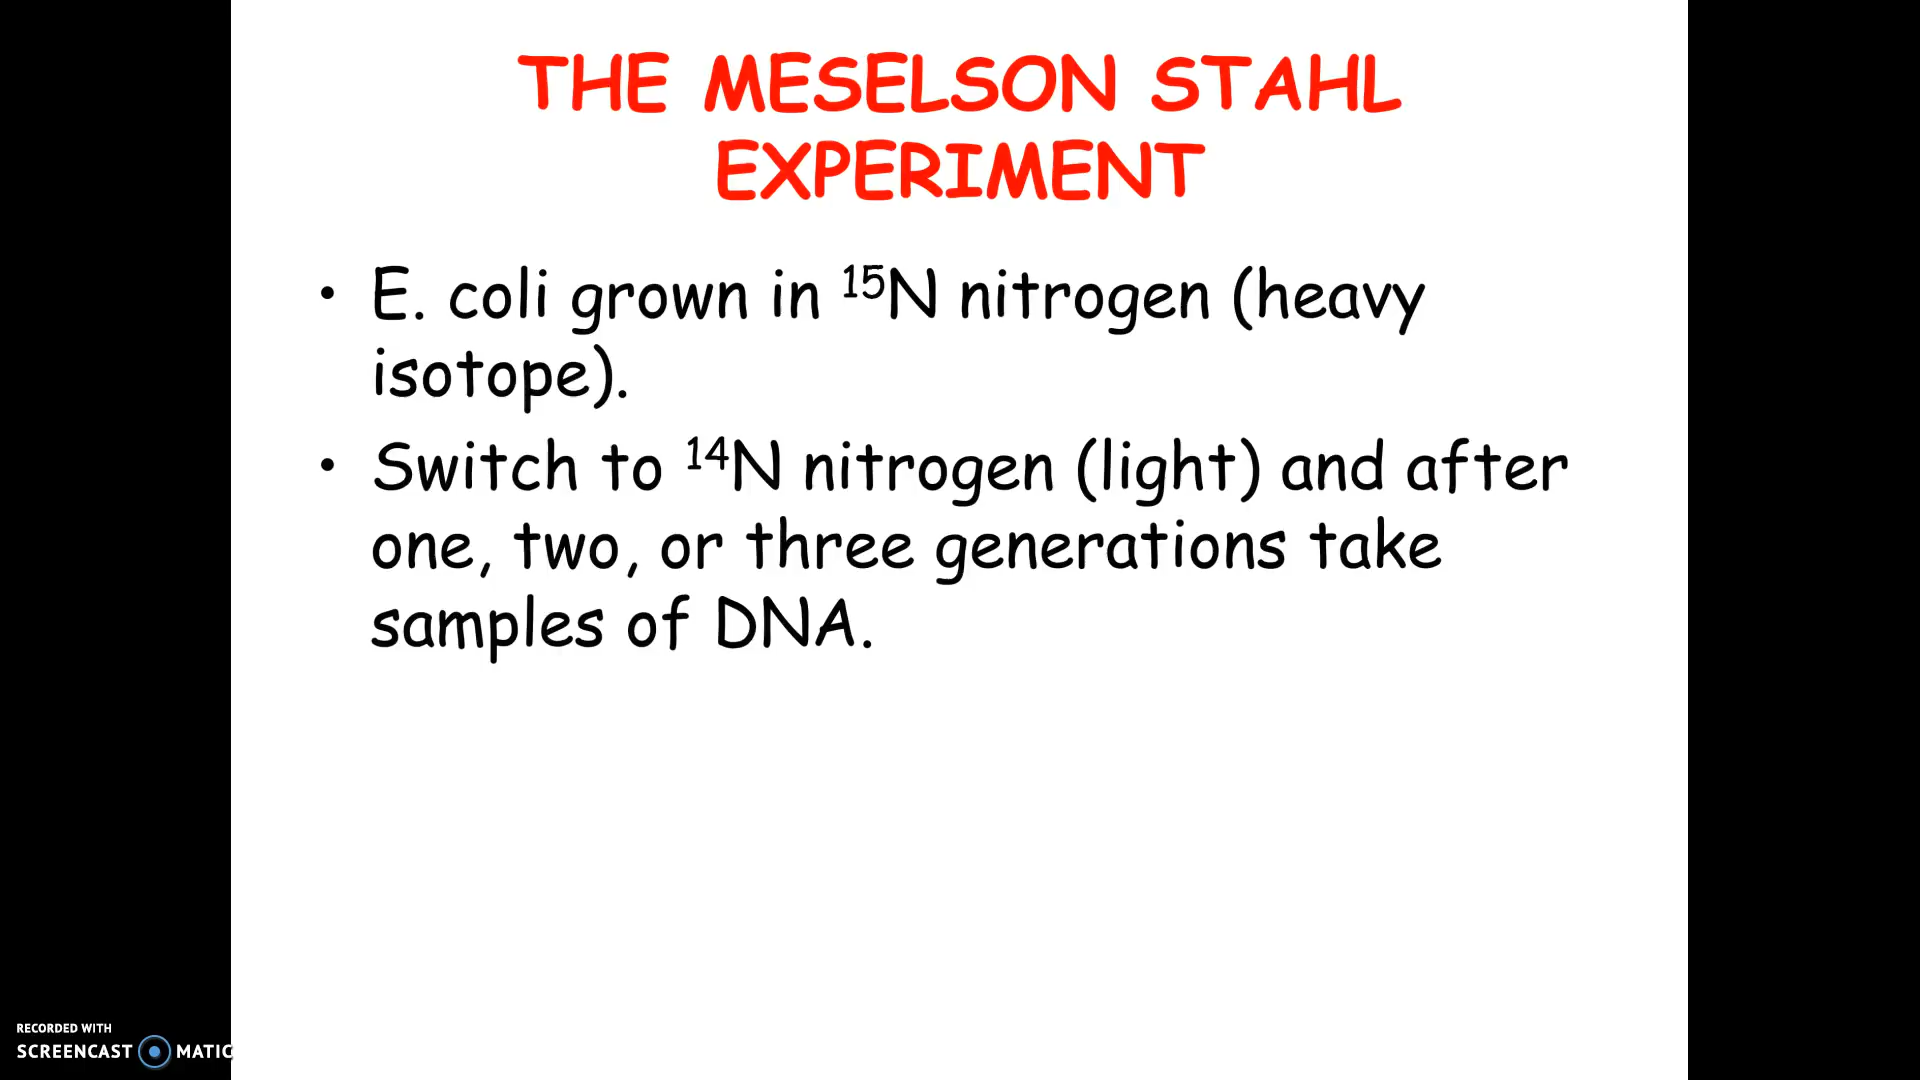 THE MESELSON STAHL
EXPERIMENT
• E. coli grown in ¹⁵N nitrogen (heavy
isotope).
• Switch to ¹⁴N nitrogen (light) and after
one, two, or three generations take
samples of DNA.
RECORDED WITH
SCREENCAST MATIC